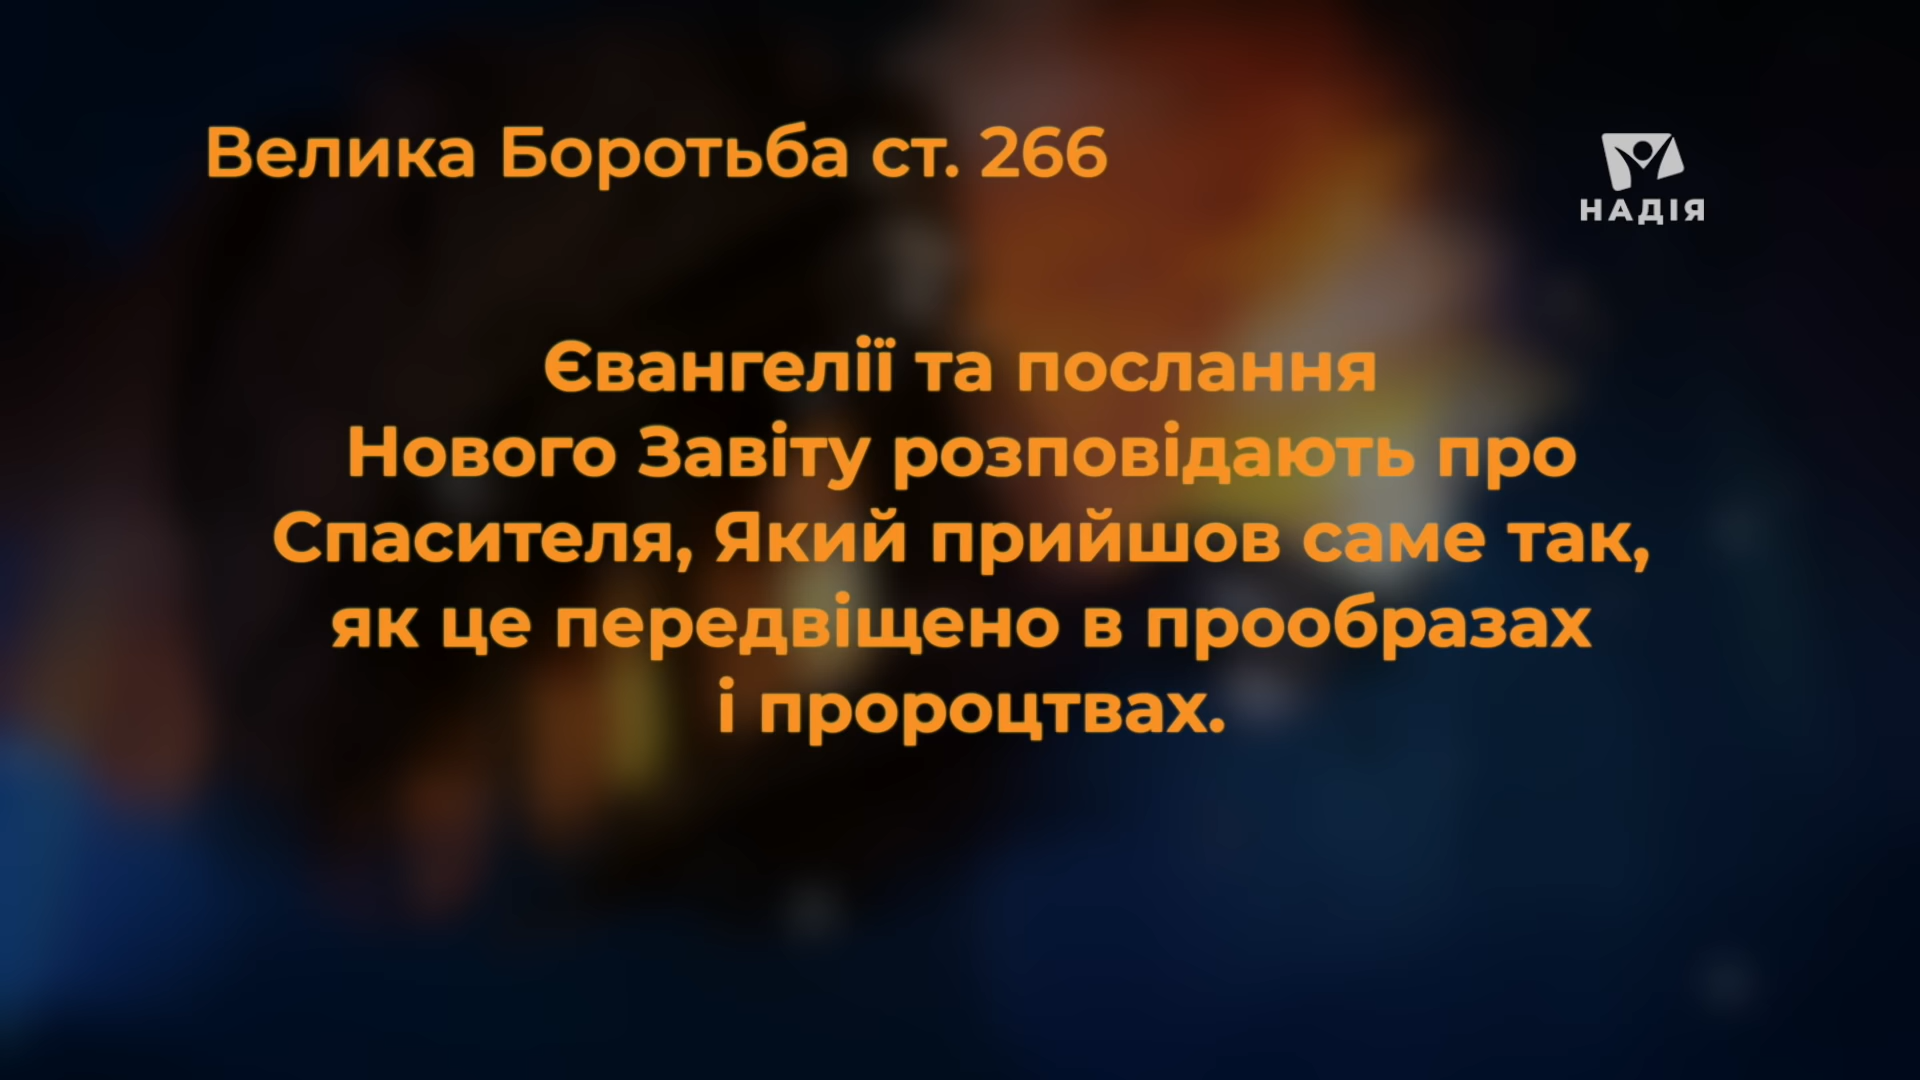 Велика Боротьба ст. 266
НАДІЯ
Євангелії та послання
Нового Завіту розповідають про
Спасителя, Який прийшов саме так,
як це передвіщено в прообразах
і пророцтвах.